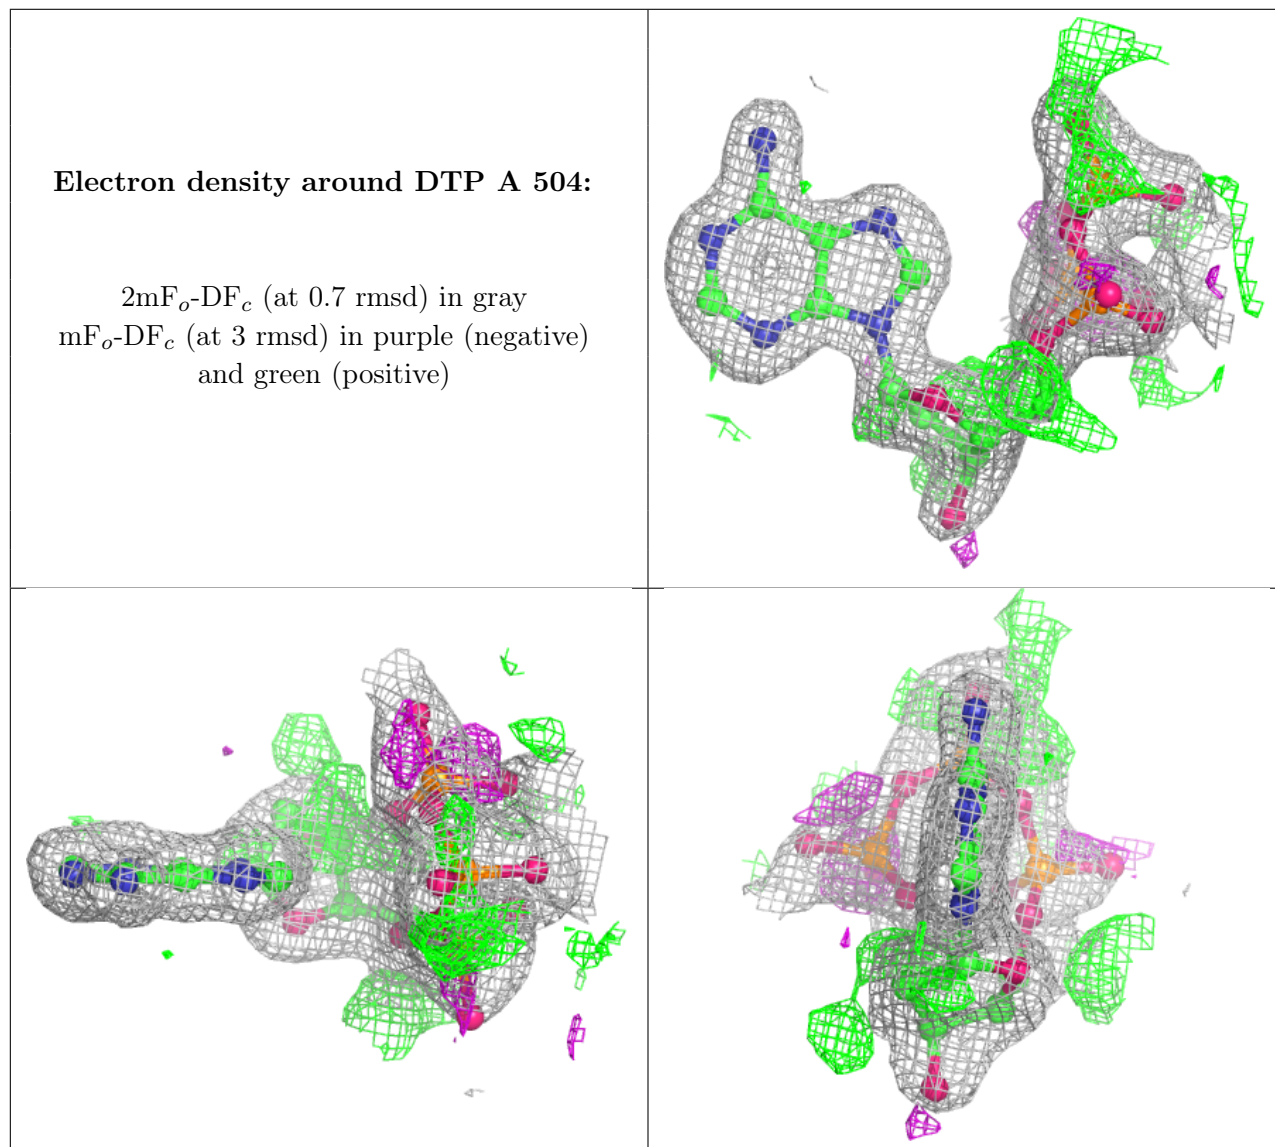 Electron density around DTP A 504:
2mFo-DFc (at 0.7 rmsd) in gray
mFo-DFc (at 3 rmsd) in purple (negative)
and green (positive)